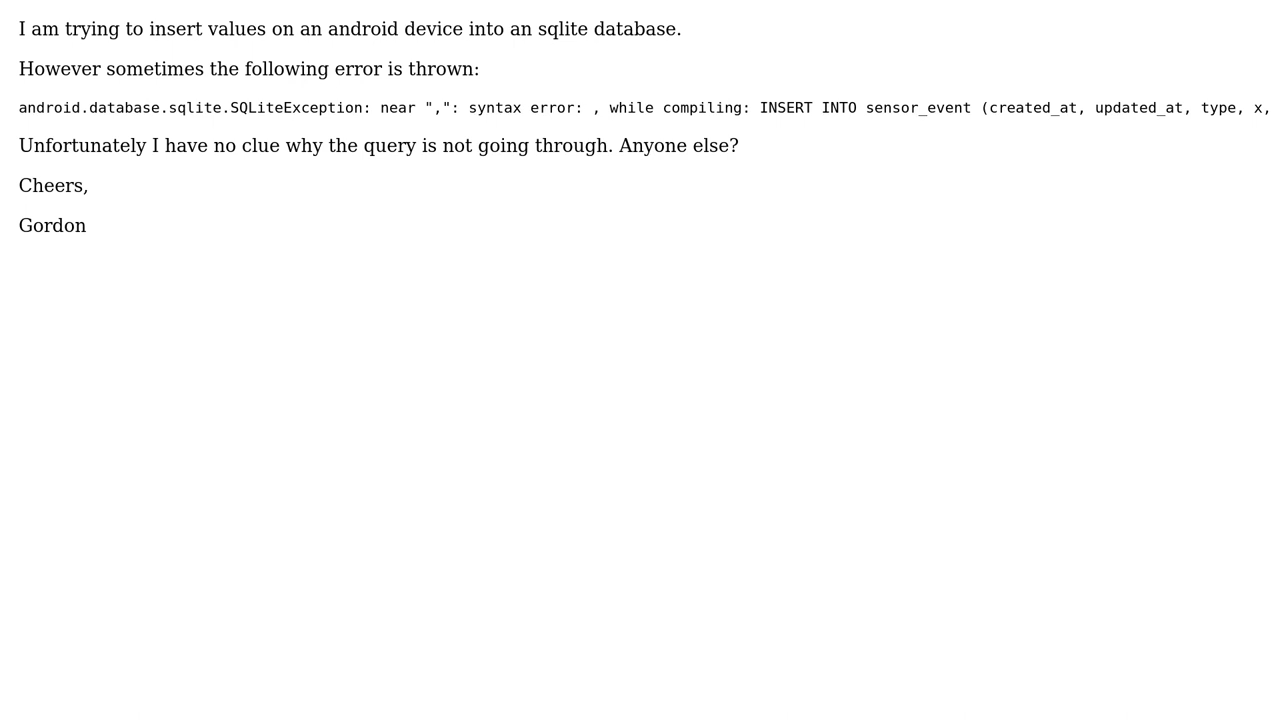 I am trying to insert values on an android device into an sqlite database.
However sometimes the following error is thrown:
android.database.sqlite.SQLiteException: near ",": syntax error: , while compiling: INSERT INTO sensor_event (created_at, updated_at, type, x,
Unfortunately I have no clue why the query is not going through. Anyone else?
Cheers,
Gordon